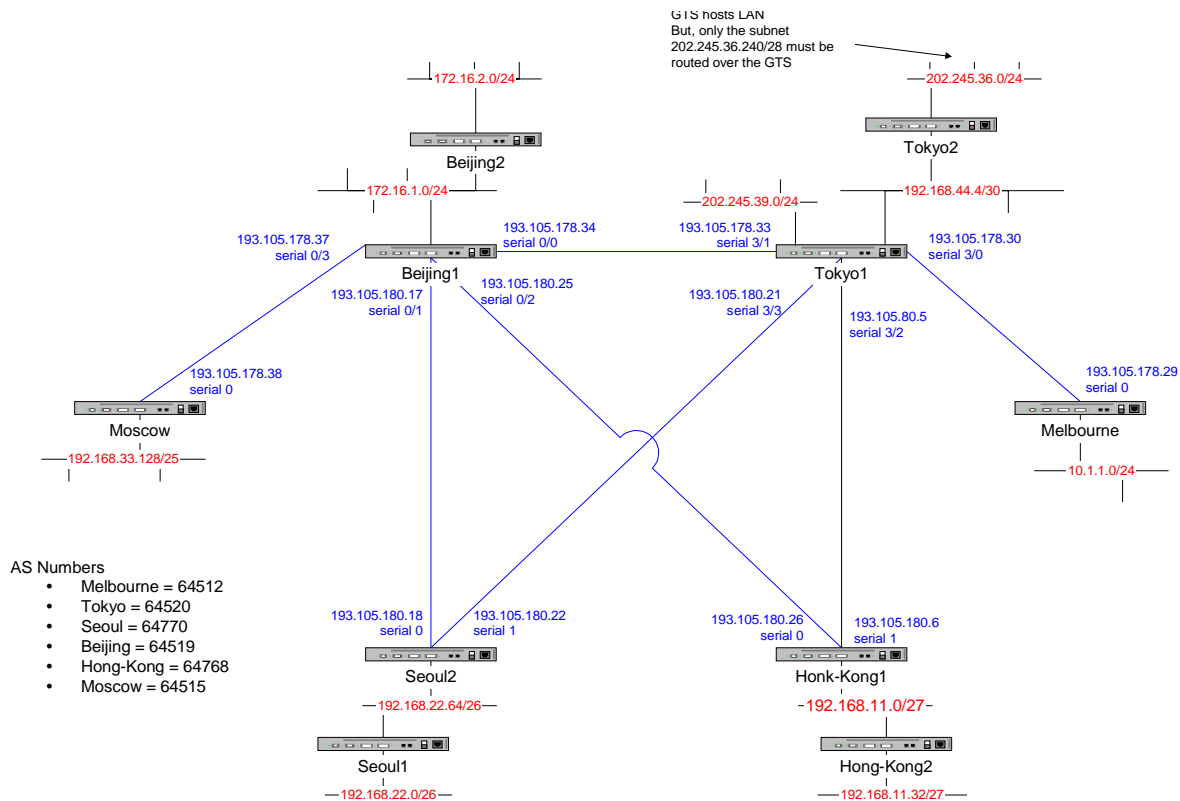 GTS hosts LAN
But, only the subnet
202.245.36.240/28 must be
routed over the GTS
172.16.2.0/24
202.245.36.0/24
Beijing2
Tokyo2
172.16.1.0/24
202.245.39.0/24
192.168.44.4/30
193.105.178.37
serial 0/3
193.105.178.34
serial 0/0
193.105.178.33
serial 3/1
193.105.178.30
serial 3/0
Beijing1
Tokyo1
193.105.180.17
serial 0/1
193.105.180.25
serial 0/2
193.105.180.21
serial 3/3
193.105.80.5
serial 3/2
193.105.178.38
serial 0
193.105.178.29
serial 0
Moscow
Melbourne
192.168.33.128/25
10.1.1.0/24
AS Numbers
• Melbourne = 64512
• Tokyo = 64520
• Seoul = 64770
• Beijing = 64519
• Hong-Kong = 64768
• Moscow = 64515
193.105.180.18
serial 0
193.105.180.22
serial 1
193.105.180.26
serial 0
193.105.180.6
serial 1
Seoul2
Honk-Kong1
192.168.22.64/26
192.168.11.0/27
Seoul1
Hong-Kong2
192.168.22.0/26
192.168.11.32/27